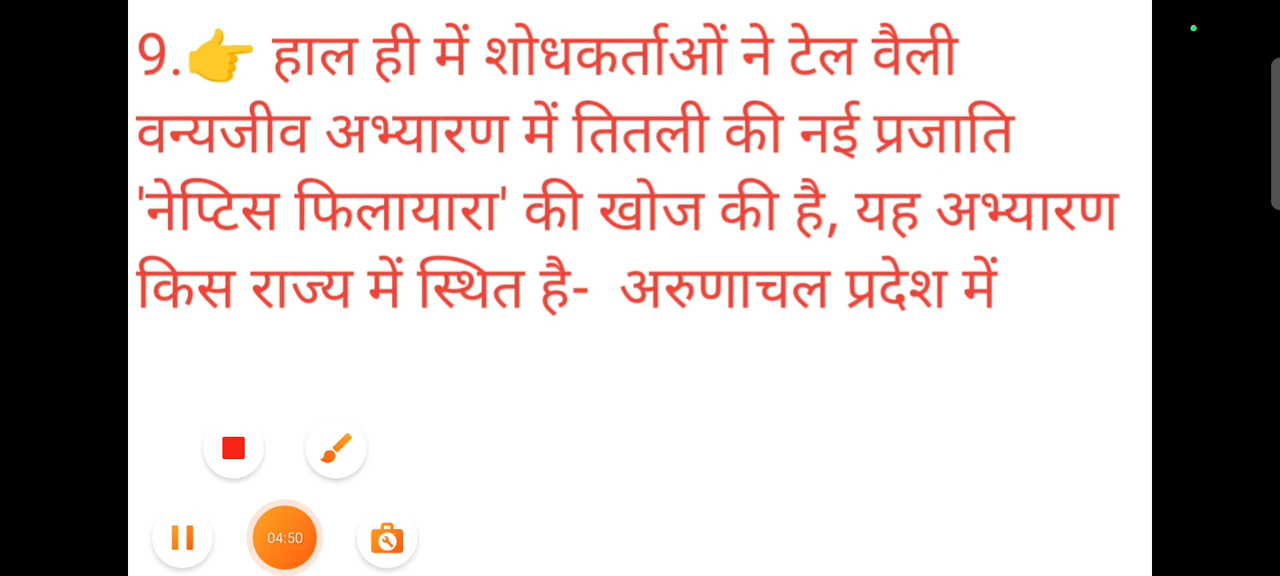 9.👉 हाल ही में शोधकर्ताओं ने टेल वैली
वन्यजीव अभ्यारण में तितली की नई प्रजाति
'नेप्टिस फिलायारा' की खोज की है, यह अभ्यारण
किस राज्य में स्थित है- अरुणाचल प्रदेश में
04:50